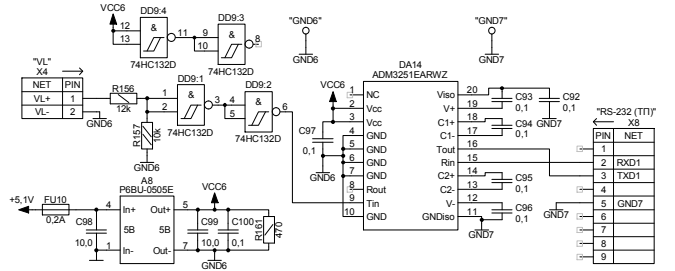 VCC6
DD9:4
12
13
&
11
74HC132D
DD9:3
9
10
&
8
74HC132D
"GND6"
GND6
"GND7"
GND7
"VL"
X4
NET PIN
VL+ 1
VL- 2
GND6
R156
12k
R157
10k
GND6
DD9:1
1
2
&
3
74HC132D
DD9:2
4
5
&
6
74HC132D
DA14
ADM3251EARWZ
VCC6
C97
0,1
GND6
1 NC
2 Vcc
3 Vcc
4 GND
5 GND
6 GND
7 GND
8 Rout
9 Tin
10 GND
Viso 20
V+ 19
C1+ 18
C1- 17
Tout 16
Rin 15
C2+ 14
C2- 13
V- 12
GNDiso 11
C93
0,1
C92
0,1
C94
0,1
GND7
C95
0,1
C96
0,1
GND7
"RS-232 (ТП)"
X8
PIN NET
1
2 RXD1
3 TXD1
4
5 GND7
6
7
8
9
GND7
+5,1V
FU10
0,2A
C98
10,0
A8
P6BU-0505E
4 In+
5В
1 In-
Out+ 5
5В
Out- 7
VCC6
C99
10,0
C100
0,1
R161
470
GND6